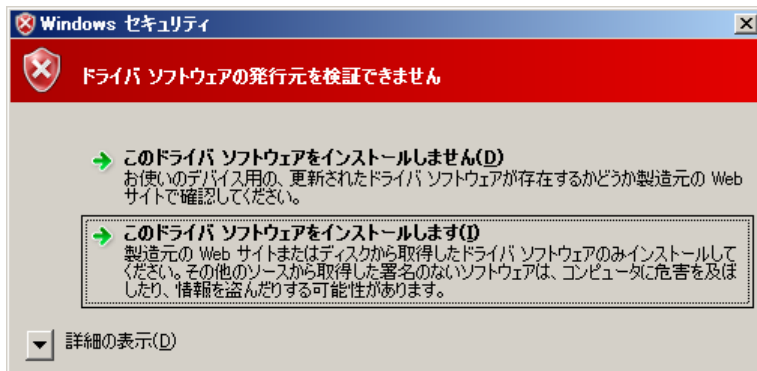 Windows セキュリティ
ドライバ ソフトウェアの発行元を検証できません
このドライバ ソフトウェアをインストールしません(D)
お使いのデバイス用の、更新されたドライバ ソフトウェアが存在するかどうか製造元の Web
サイトで確認してください。
このドライバ ソフトウェアをインストールします(I)
製造元の Web サイトまたはディスクから取得したドライバ ソフトウェアのみインストールして
ください。その他のソースから取得した署名のないソフトウェアは、コンピュータに危害を及ぼ
したり、情報を盗んだりする可能性があります。
詳細の表示(D)